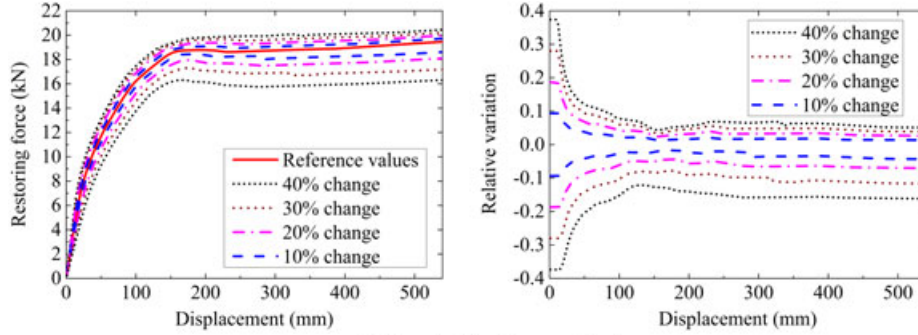 22
20
18
16
14
12
10
8
6
4
2
0
Restoring force (kN)
Reference values
40% change
30% change
20% change
10% change
0 100 200 300 400 500
Displacement (mm)
0.4
0.3
0.2
0.1
0.0
-0.1
-0.2
-0.3
-0.4
Relative variation
40% change
30% change
20% change
10% change
0 100 200 300 400 500
Displacement (mm)